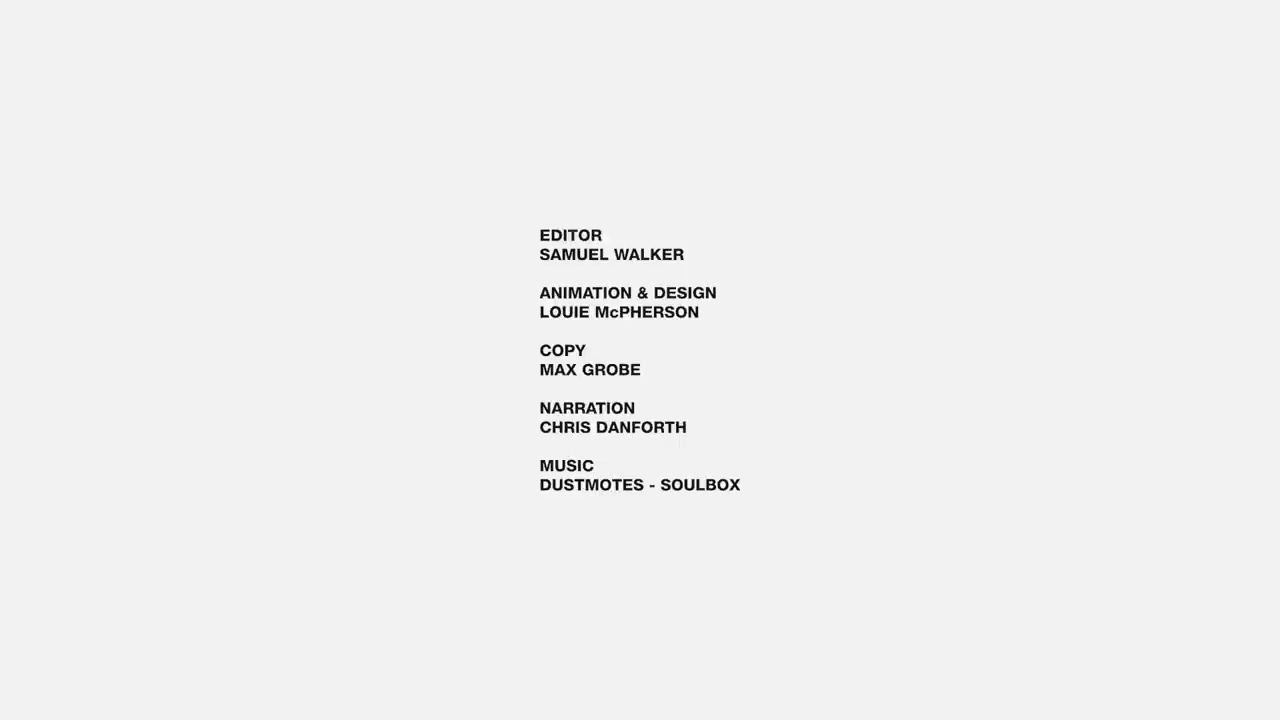 EDITOR
SAMUEL WALKER
ANIMATION & DESIGN
LOUIE McPHERSON
COPY
MAX GROBE
NARRATION
CHRIS DANFORTH
MUSIC
DUSTMOTES - SOULBOX